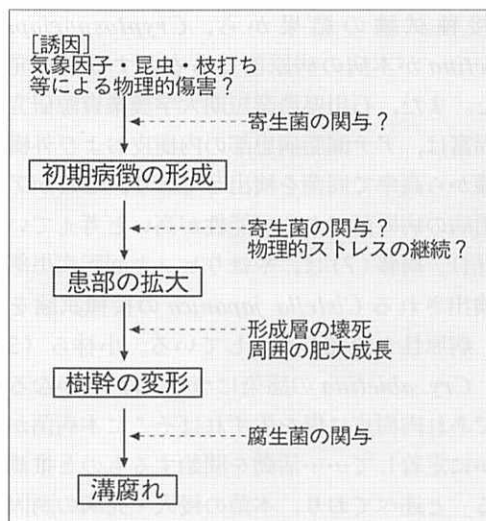 [誘因]
気象因子・昆虫・枝打ち
等による物理的傷害？
寄生菌の関与？
初期病徴の形成
寄生菌の関与？
物理的ストレスの継続？
患部の拡大
形成層の壊死
周囲の肥大成長
樹幹の変形
腐生菌の関与
溝腐れ